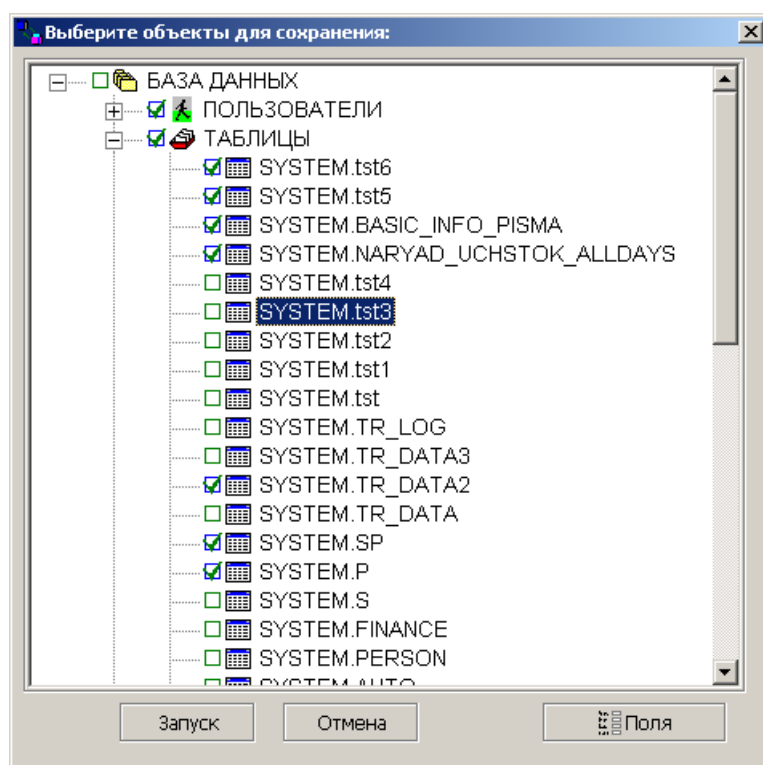 Выберите объекты для сохранения:
БАЗА ДАННЫХ
ПОЛЬЗОВАТЕЛИ
ТАБЛИЦЫ
SYSTEM.tst6
SYSTEM.tst5
SYSTEM.BASIC_INFO_PISMA
SYSTEM.NARYAD_UCHSTOK_ALLDAYS
SYSTEM.tst4
SYSTEM.tst3
SYSTEM.tst2
SYSTEM.tst1
SYSTEM.tst
SYSTEM.TR_LOG
SYSTEM.TR_DATA3
SYSTEM.TR_DATA2
SYSTEM.TR_DATA
SYSTEM.SP
SYSTEM.P
SYSTEM.S
SYSTEM.FINANCE
SYSTEM.PERSON
SYSTEM.AUTO
Запуск Отмена Поля